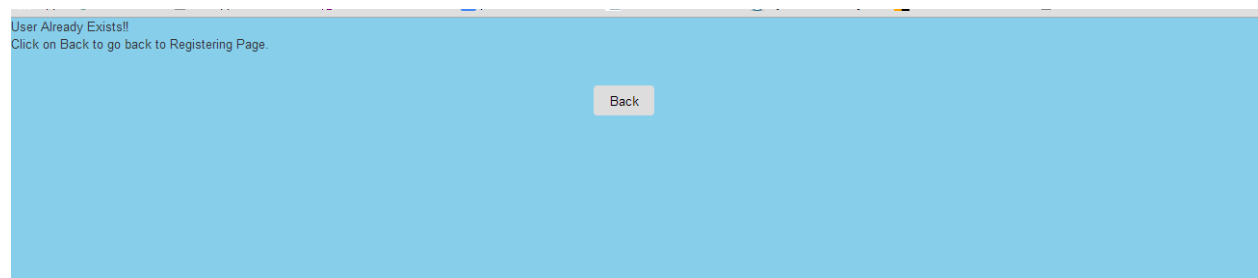 User Already Exists!!
Click on Back to go back to Registering Page.
Back